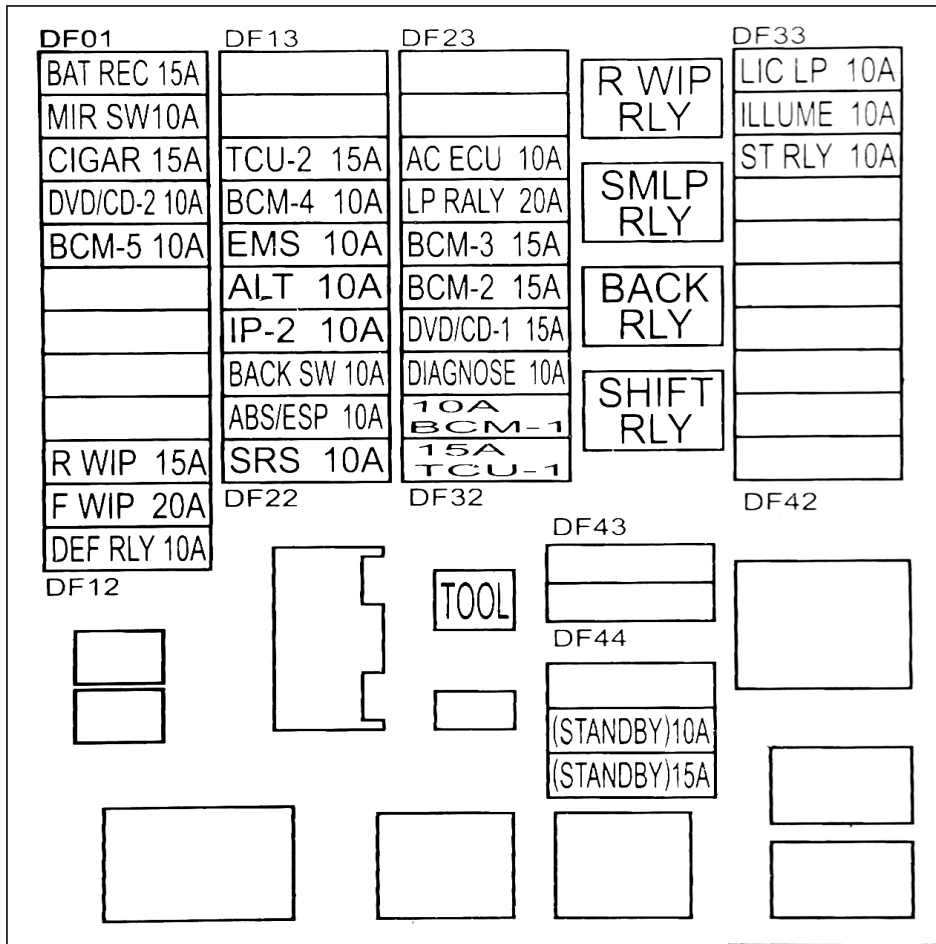 DF01
BAT REC 15A
MIR SW10A
CIGAR 15A
DVD/CD-2 10A
BCM-5 10A
R WIP 15A
F WIP 20A
DEF RLY 10A
DF12
DF13
TCU-2 15A
BCM-4 10A
EMS 10A
ALT 10A
IP-2 10A
BACK SW 10A
ABS/ESP 10A
SRS 10A
DF22
DF23
AC ECU 10A
LP RALY 20A
BCM-3 15A
BCM-2 15A
DVD/CD-1 15A
DIAGNOSE 10A
10A
BCM-1
15A
TCU-1
DF32
R WIP
RLY
SMLP
RLY
BACK
RLY
SHIFT
RLY
DF33
LIC LP 10A
ILLUME 10A
ST RLY 10A
DF42
TOOL
DF43
DF44
(STANDBY)10A
(STANDBY)15A